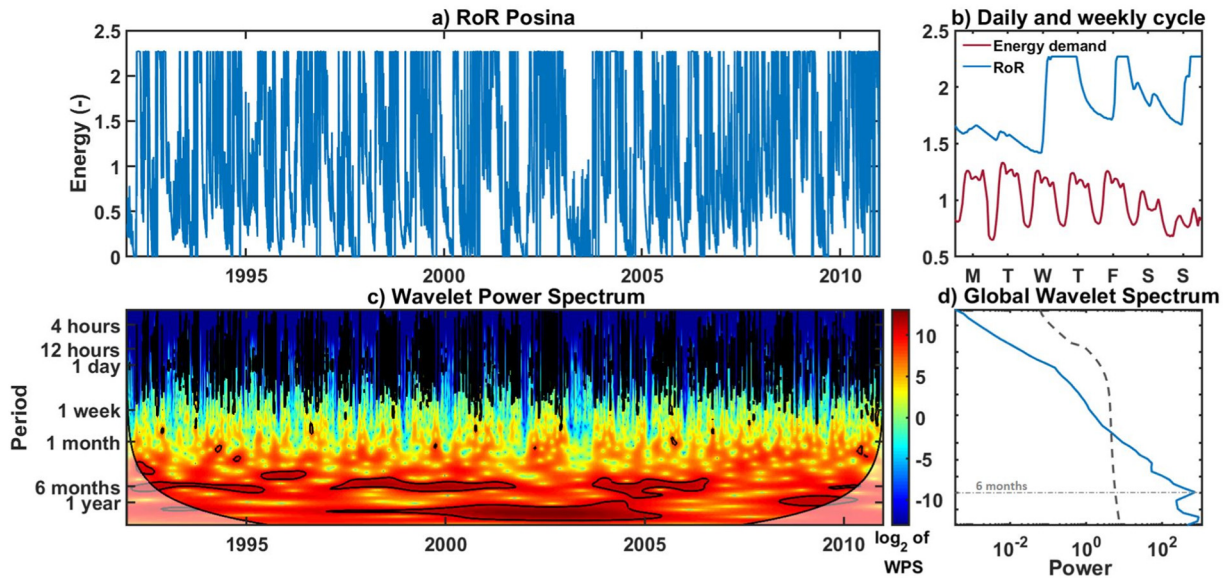 a) RoR Posina
Energy (-)
2.5
2
1.5
1
0.5
0
1995
2000
2005
2010
b) Daily and weekly cycle
2.5
2
1.5
1
0.5
Energy demand
RoR
M T W T F S S
c) Wavelet Power Spectrum
Period
4 hours
12 hours
1 day
1 week
1 month
6 months
1 year
1995
2000
2005
2010
10
5
0
-5
-10
log2 of
WPS
d) Global Wavelet Spectrum
6 months
10-2
100
102
Power